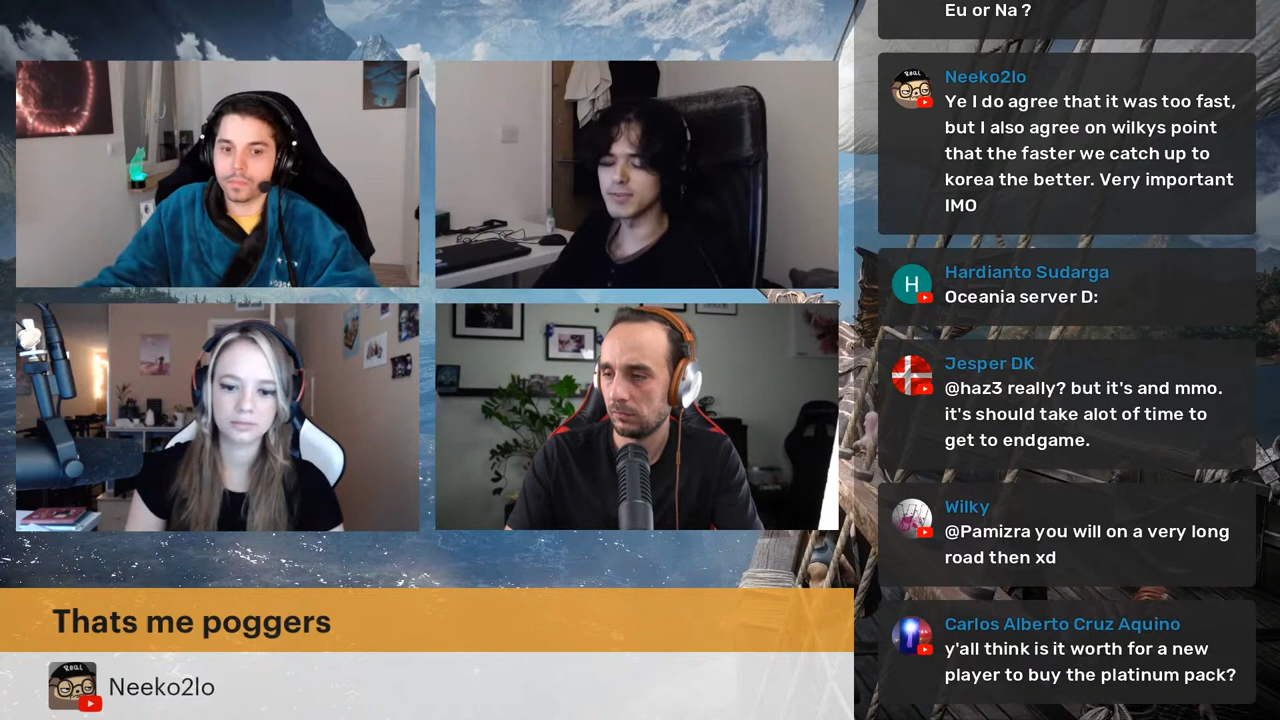 Eu or Na ?
Neeko2lo
Ye I do agree that it was too fast,
but I also agree on wilkys point
that the faster we catch up to
korea the better. Very important
IMO
H
Hardianto Sudarga
Oceania server D:
Jesper DK
@haz3 really? but it's and mmo.
it's should take alot of time to
get to endgame.
Wilky
@Pamizra you will on a very long
road then xd
Carlos Alberto Cruz Aquino
y'all think is it worth for a new
player to buy the platinum pack?
Thats me poggers
REAL
Neeko2lo